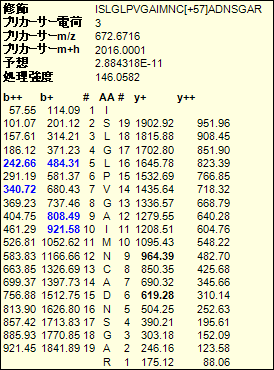 修飾 ISLGLPVGAIMNC[+57]ADNSGAR
プリカーサー電荷 3
プリカーサーm/z 672.6716
プリカーサーm+h 2016.0001
予想 2.884318E-11
処理強度 146.0582
b++ b+ # AA # y+ y++
57.55 114.09 1 I
101.07 201.12 2 S 19 1902.92 951.96
157.61 314.21 3 L 18 1815.88 908.45
186.12 371.23 4 G 17 1702.80 851.90
242.66 484.31 5 L 16 1645.78 823.39
291.19 581.37 6 P 15 1532.69 766.85
340.72 680.43 7 V 14 1435.64 718.32
369.23 737.46 8 G 13 1336.57 668.79
404.75 808.49 9 A 12 1279.55 640.28
461.29 921.58 10 I 11 1208.51 604.76
526.81 1052.62 11 M 10 1095.43 548.22
583.83 1166.66 12 N 9 964.39 482.70
663.85 1326.69 13 C 8 850.35 425.68
699.37 1397.73 14 A 7 690.32 345.66
756.88 1512.75 15 D 6 619.28 310.14
813.90 1626.80 16 N 5 504.25 252.63
857.42 1713.83 17 S 4 390.21 195.61
885.93 1770.85 18 G 3 303.18 152.09
921.45 1841.89 19 A 2 246.16 123.58
R 1 175.12 88.06